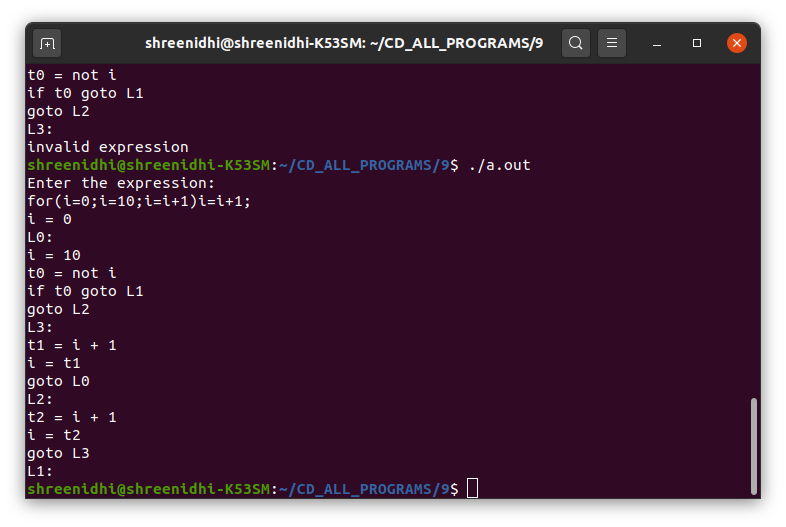 shreenidhi@shreenidhi-K53SM: ~/CD_ALL_PROGRAMS/9
t0 = not i
if t0 goto L1
goto L2
L3:
invalid expression
shreenidhi@shreenidhi-K53SM:~/CD_ALL_PROGRAMS/9$ ./a.out
Enter the expression:
for(i=0;i=10;i=i+1)i=i+1;
i = 0
L0:
i = 10
t0 = not i
if t0 goto L1
goto L2
L3:
t1 = i + 1
i = t1
goto L0
L2:
t2 = i + 1
i = t2
goto L3
L1:
shreenidhi@shreenidhi-K53SM:~/CD_ALL_PROGRAMS/9$